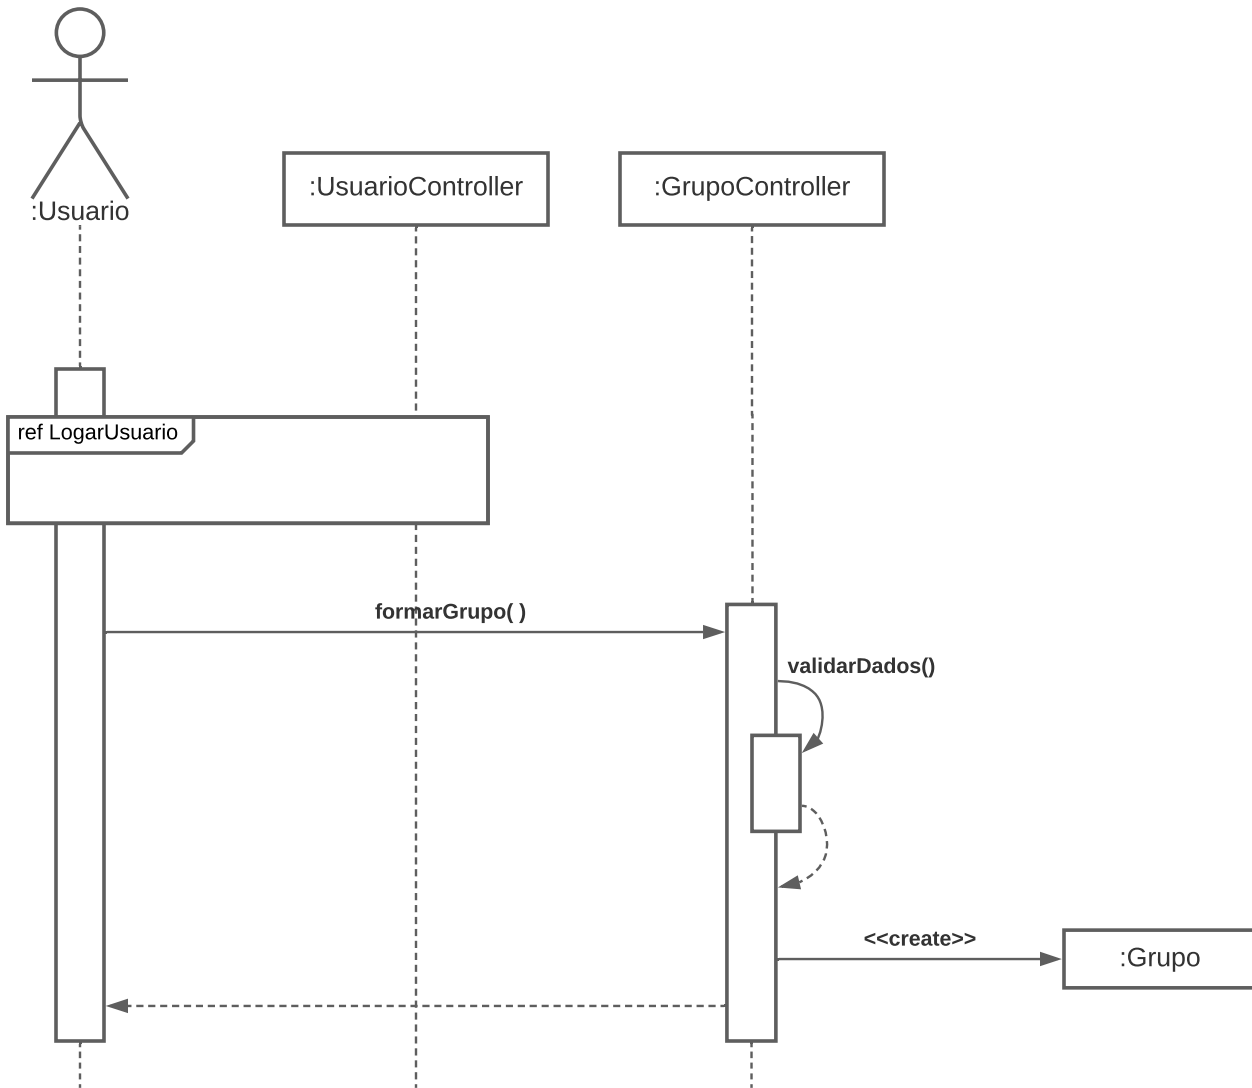 :Usuario
:UsuarioController
:GrupoController
ref LogarUsuario
formarGrupo( )
validarDados()
<<create>>
:Grupo